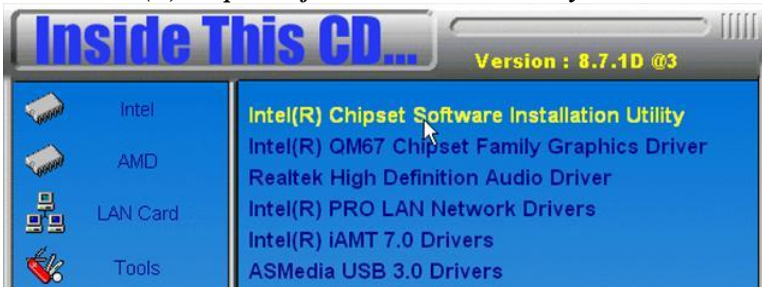 Inside This CD...
Version : 8.7.1D @3
Intel
AMD
LAN Card
Tools
Intel(R) Chipset Software Installation Utility
Intel(R) QM67 Chipset Family Graphics Driver
Realtek High Definition Audio Driver
Intel(R) PRO LAN Network Drivers
Intel(R) iAMT 7.0 Drivers
ASMedia USB 3.0 Drivers